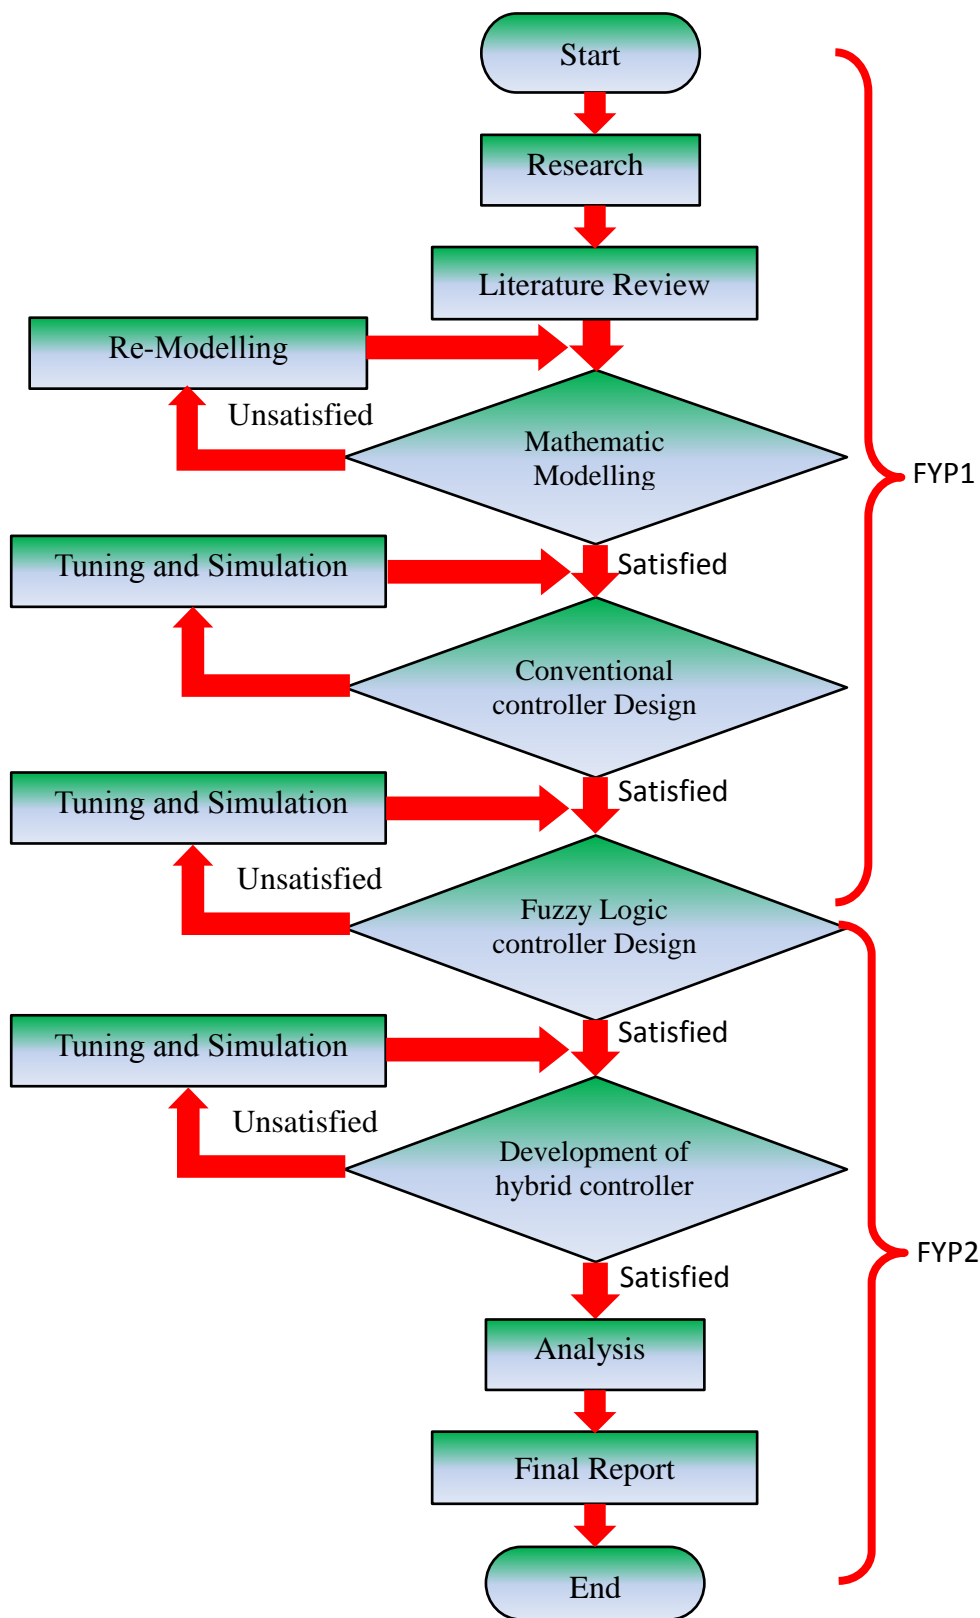 Start
Research
Literature Review
Re-Modelling
Unsatisfied
Mathematic
Modelling
FYP1
Tuning and Simulation
Satisfied
Conventional
controller Design
Tuning and Simulation
Satisfied
Unsatisfied
Fuzzy Logic
controller Design
Tuning and Simulation
Satisfied
Unsatisfied
Development of
hybrid controller
FYP2
Satisfied
Analysis
Final Report
End